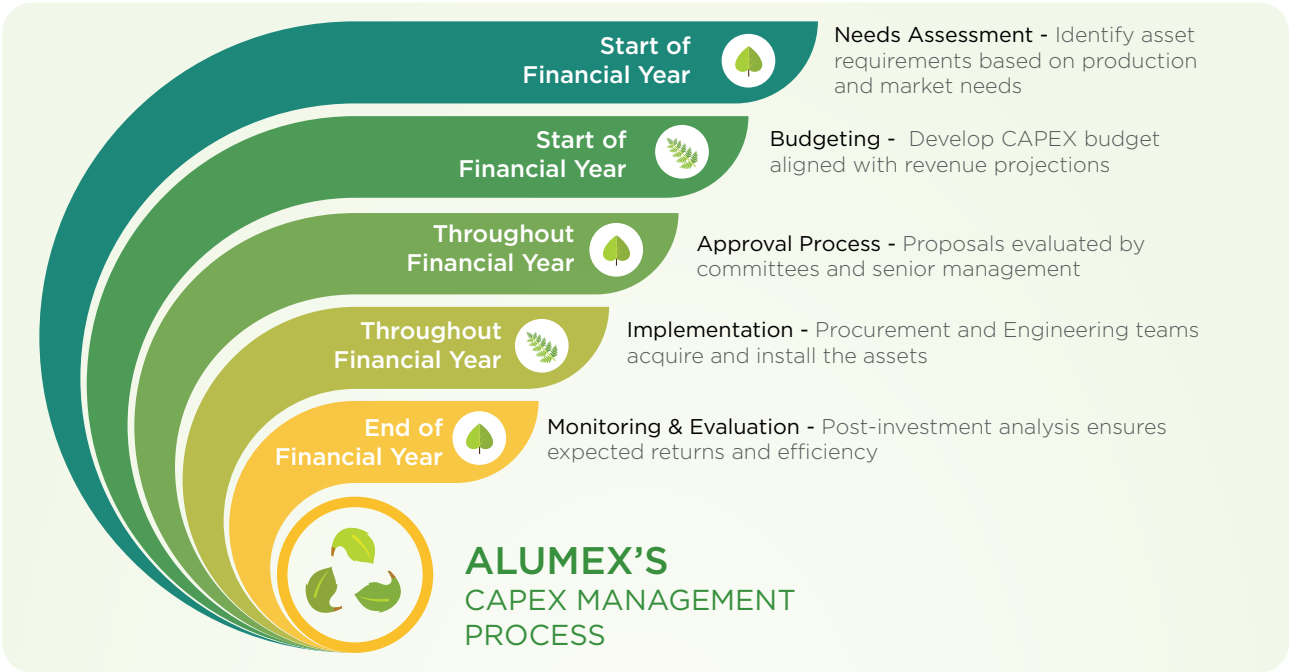 Start of
Financial Year
Needs Assessment - Identify asset
requirements based on production
and market needs
Start of
Financial Year
Budgeting -  Develop CAPEX budget
aligned with revenue projections
Throughout
Financial Year
Approval Process - Proposals evaluated by
committees and senior management
Throughout
Financial Year
Implementation - Procurement and Engineering teams
acquire and install the assets
End of
Financial Year
Monitoring & Evaluation - Post-investment analysis ensures
expected returns and efficiency
ALUMEX’S
CAPEX MANAGEMENT
PROCESS